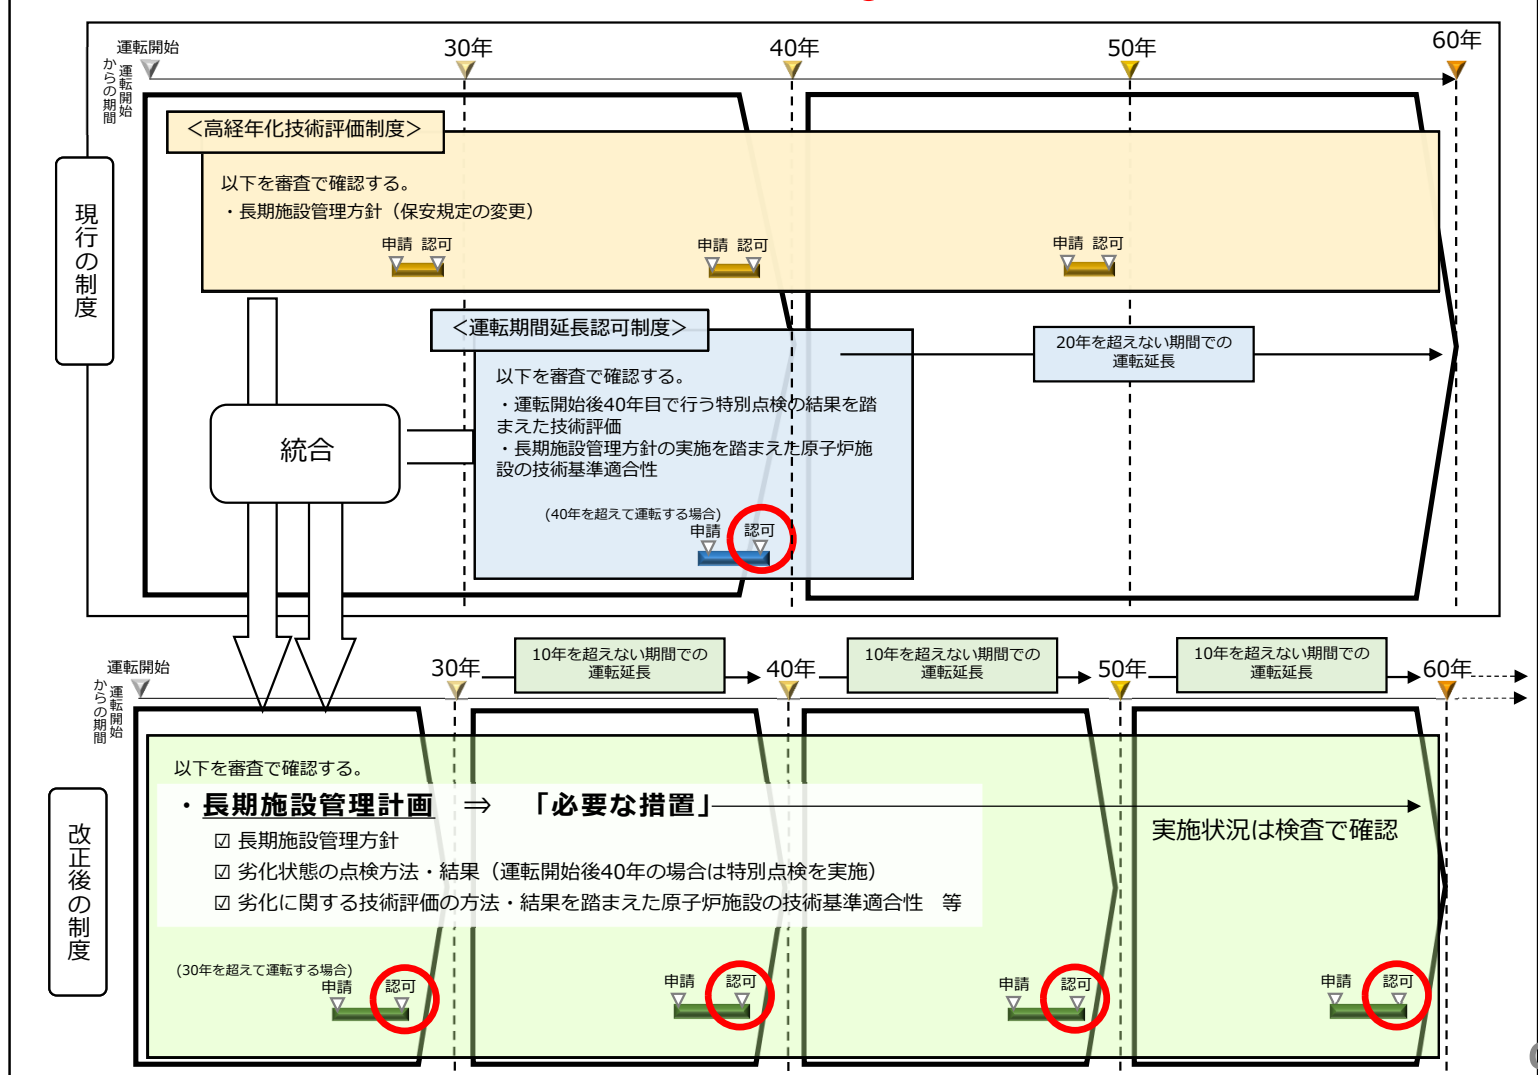 運転開始
30年
40年
50年
60年
運転開始
からの期間
現行の制度
＜高経年化技術評価制度＞
以下を審査で確認する。
・長期施設管理方針（保安規定の変更）
申請 認可
申請 認可
申請 認可
＜運転期間延長認可制度＞
以下を審査で確認する。
・運転開始後40年目で行う特別点検の結果を踏
まえた技術評価
・長期施設管理方針の実施を踏まえた原子炉施
設の技術基準適合性
(40年を超えて運転する場合)
申請 認可
20年を超えない期間での
運転延長
統合
運転開始
30年
10年を超えない期間での
運転延長
40年
10年を超えない期間での
運転延長
50年
10年を超えない期間での
運転延長
60年
運転開始
からの期間
改正後の制度
以下を審査で確認する。
・長期施設管理計画 ⇒ 「必要な措置」
実施状況は検査で確認
☑ 長期施設管理方針
☑ 劣化状態の点検方法・結果（運転開始後40年の場合は特別点検を実施）
☑ 劣化に関する技術評価の方法・結果を踏まえた原子炉施設の技術基準適合性　等
(30年を超えて運転する場合)
申請 認可
申請 認可
申請 認可
申請 認可